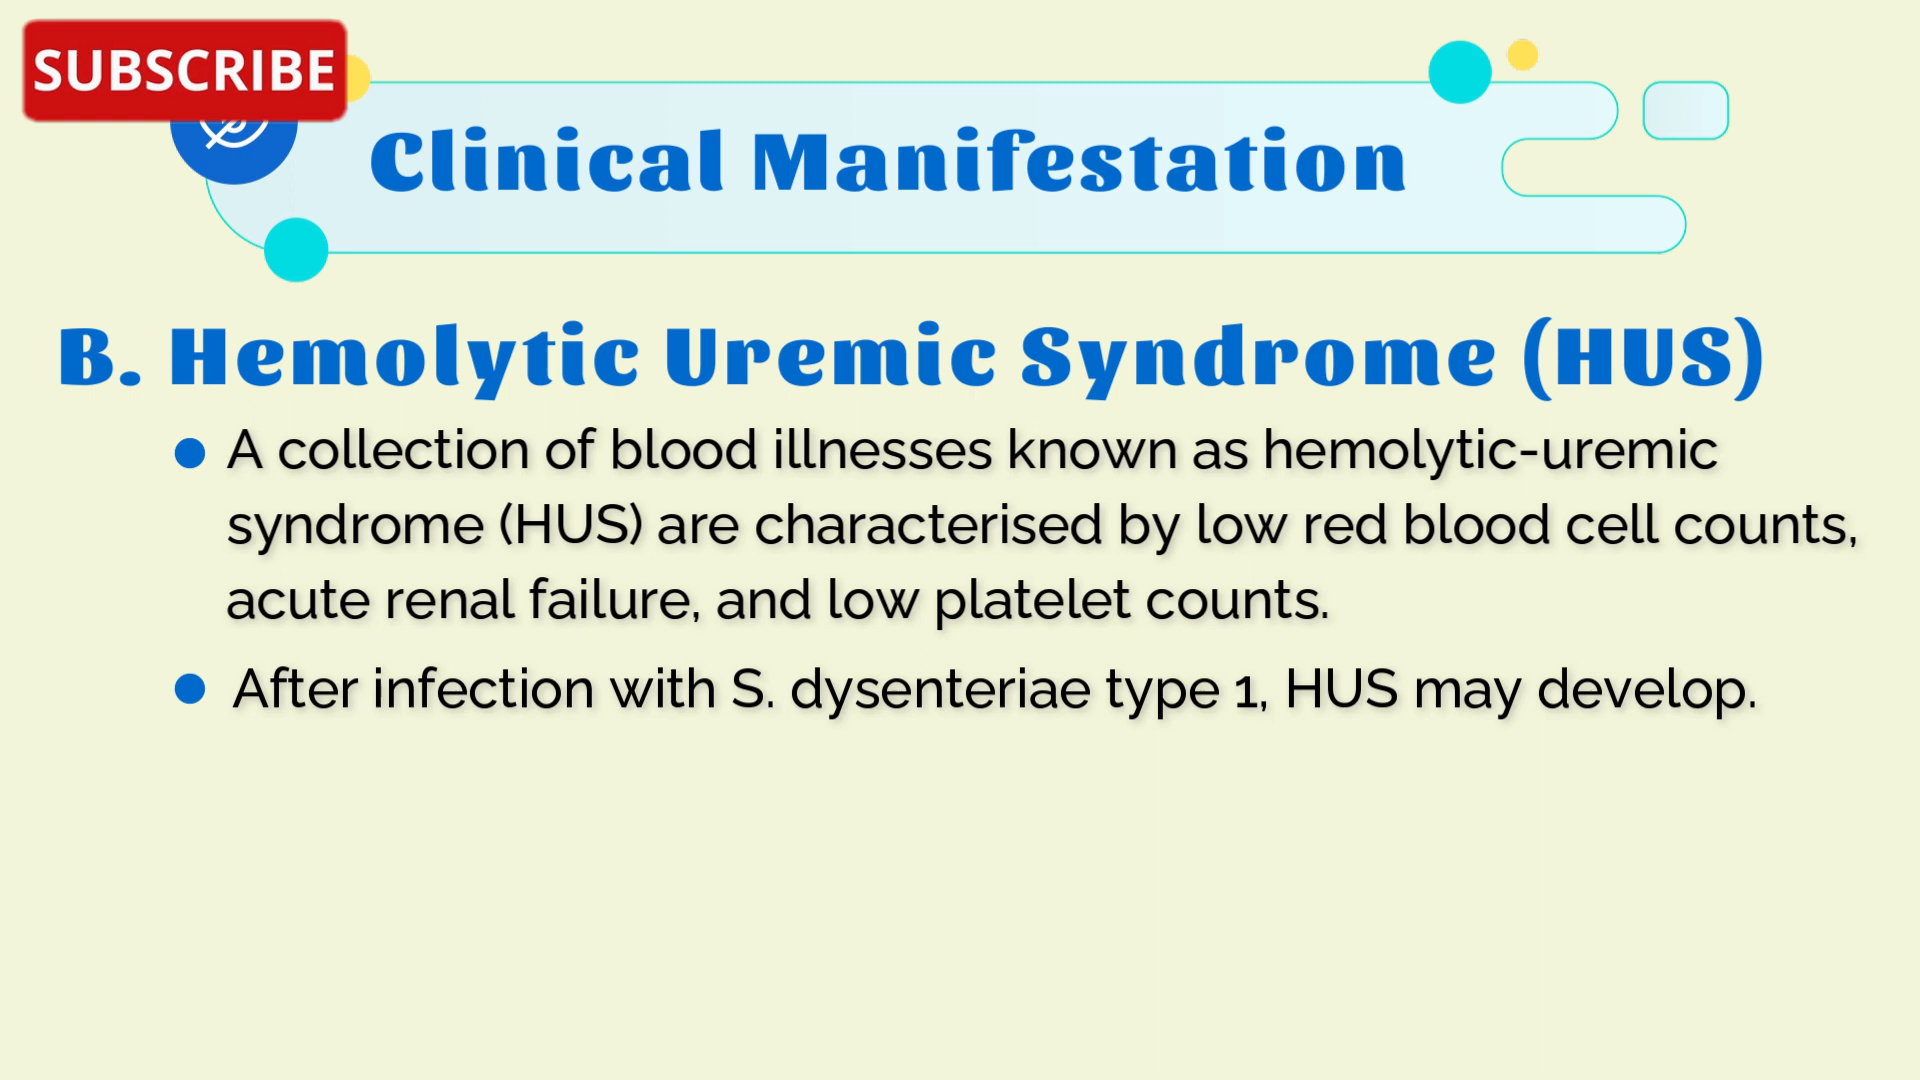 SUBSCRIBE
Clinical Manifestation
B. Hemolytic Uremic Syndrome (HUS)
A collection of blood illnesses known as hemolytic-uremic
syndrome (HUS) are characterised by low red blood cell counts,
acute renal failure, and low platelet counts.
After infection with S. dysenteriae type 1, HUS may develop.